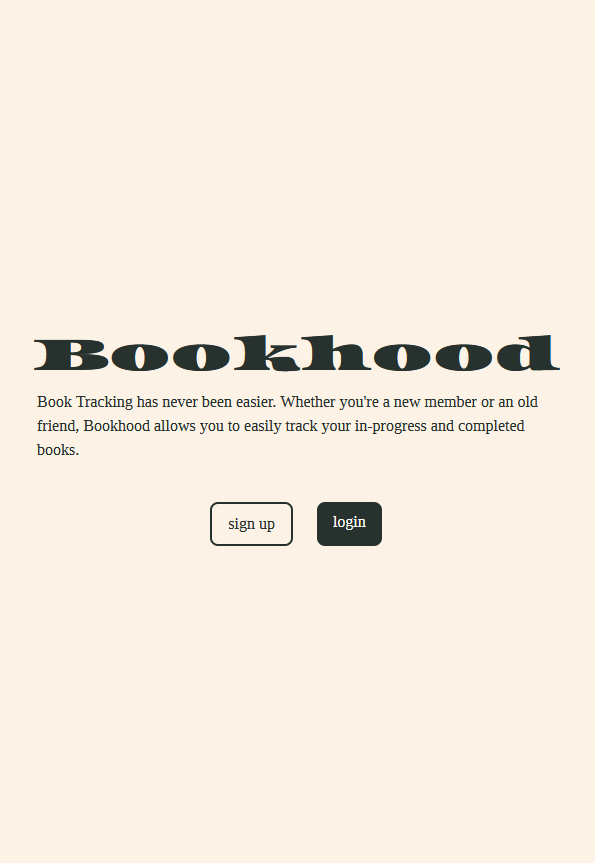 Bookhood
Book Tracking has never been easier. Whether you're a new member or an old
friend, Bookhood allows you to easily track your in-progress and completed
books.
sign up
login